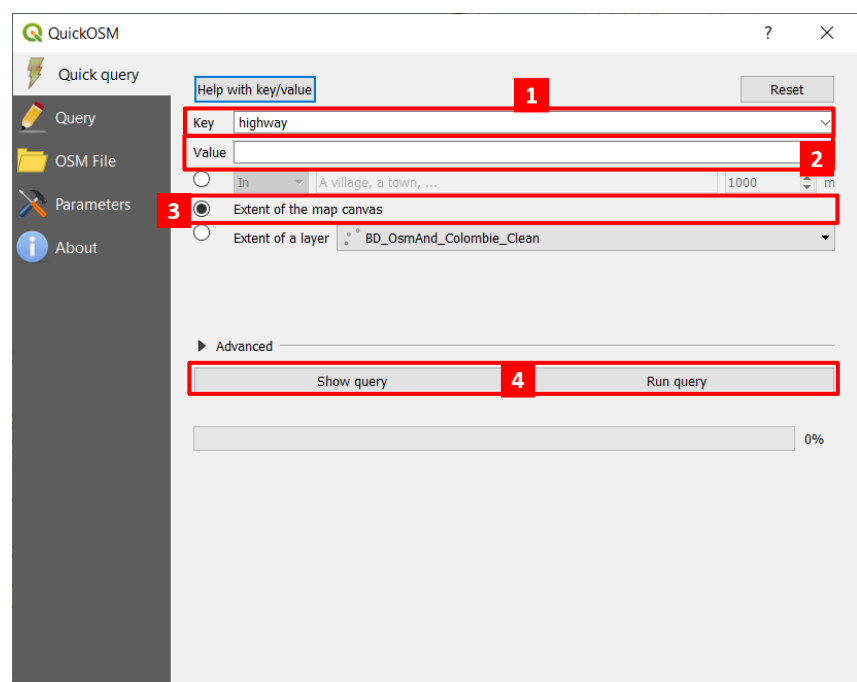 QuickOSM ?
Quick query
Query
OSM File
Parameters
i About
Help with key/value Reset
1
Key highway
Value
2
In A village, a town, ... 1000 m
3 Extent of the map canvas
Extent of a layer BD_OsmAnd_Colombie_Clean
Advanced
Show query 4 Run query
0%